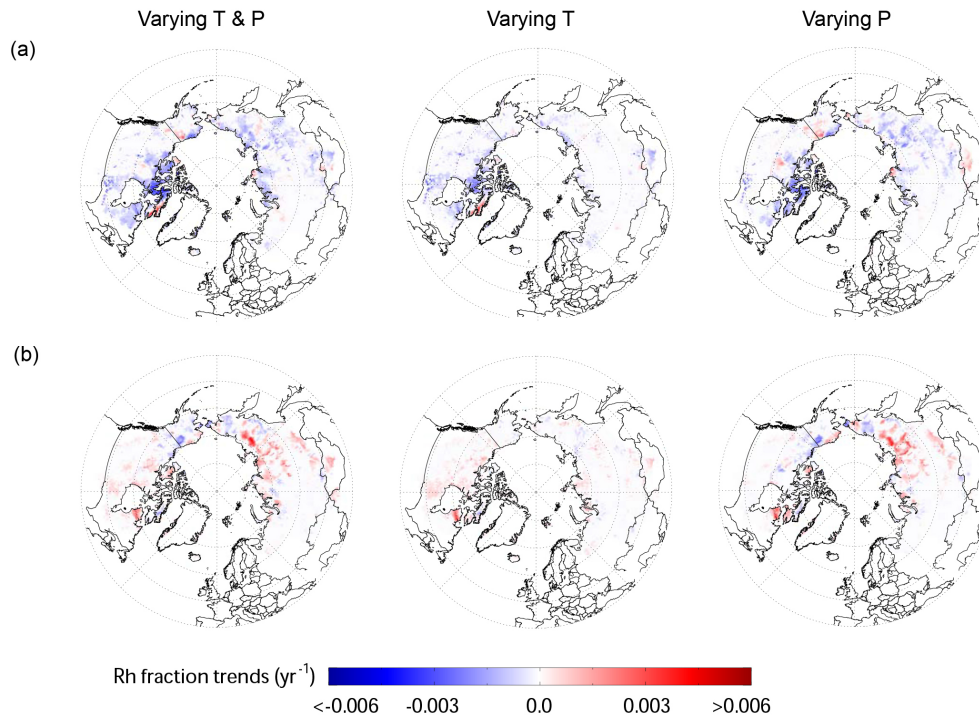 Varying T & P Varying T Varying P
(a)
(b)
Rh fraction trends (yr⁻¹)
<-0.006 -0.003 0.0 0.003 >0.006